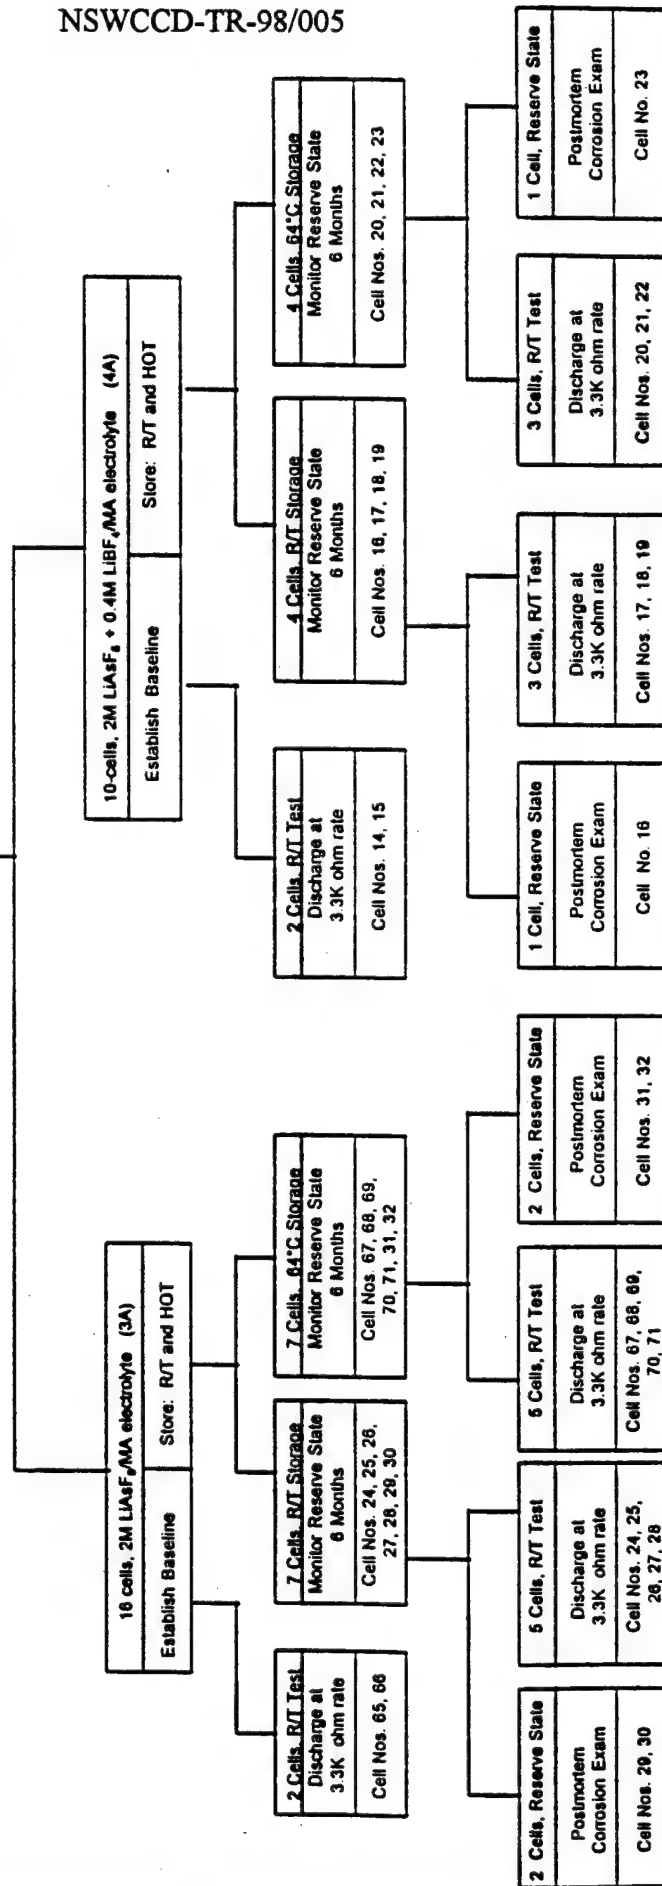 NSWCCD-TR-98/005
16 cells, 2M LiAsF₆/MA electrolyte (3A)
Establish Baseline
Store: R/T and HOT
10-cells, 2M LiAsF₆ + 0.4M LiBF₄/MA electrolyte (4A)
Establish Baseline
Store: R/T and HOT
2 Cells, R/T Test
Discharge at
3.3K ohm rate
Cell Nos. 65, 66
7 Cells, R/T Storage
Monitor Reserve State
6 Months
Cell Nos. 24, 25, 26,
27, 28, 29, 30
7 Cells, 64°C Storage
Monitor Reserve State
6 Months
Cell Nos. 67, 68, 69,
70, 71, 31, 32
2 Cells, R/T Test
Discharge at
3.3K ohm rate
Cell Nos. 14, 15
4 Cells, R/T Storage
Monitor Reserve State
6 Months
Cell Nos. 16, 17, 18, 19
4 Cells, 64°C Storage
Monitor Reserve State
6 Months
Cell Nos. 20, 21, 22, 23
2 Cells, Reserve State
Postmortem
Corrosion Exam
Cell Nos. 29, 30
5 Cells, R/T Test
Discharge at
3.3K ohm rate
Cell Nos. 24, 25,
26, 27, 28
5 Cells, R/T Test
Discharge at
3.3K ohm rate
Cell Nos. 67, 68, 69,
70, 71
2 Cells, Reserve State
Postmortem
Corrosion Exam
Cell Nos. 31, 32
1 Cell, Reserve State
Postmortem
Corrosion Exam
Cell No. 16
3 Cells, R/T Test
Discharge at
3.3K ohm rate
Cell Nos. 17, 18, 19
3 Cells, R/T Test
Discharge at
3.3K ohm rate
Cell Nos. 20, 21, 22
1 Cell, Reserve State
Postmortem
Corrosion Exam
Cell No. 23